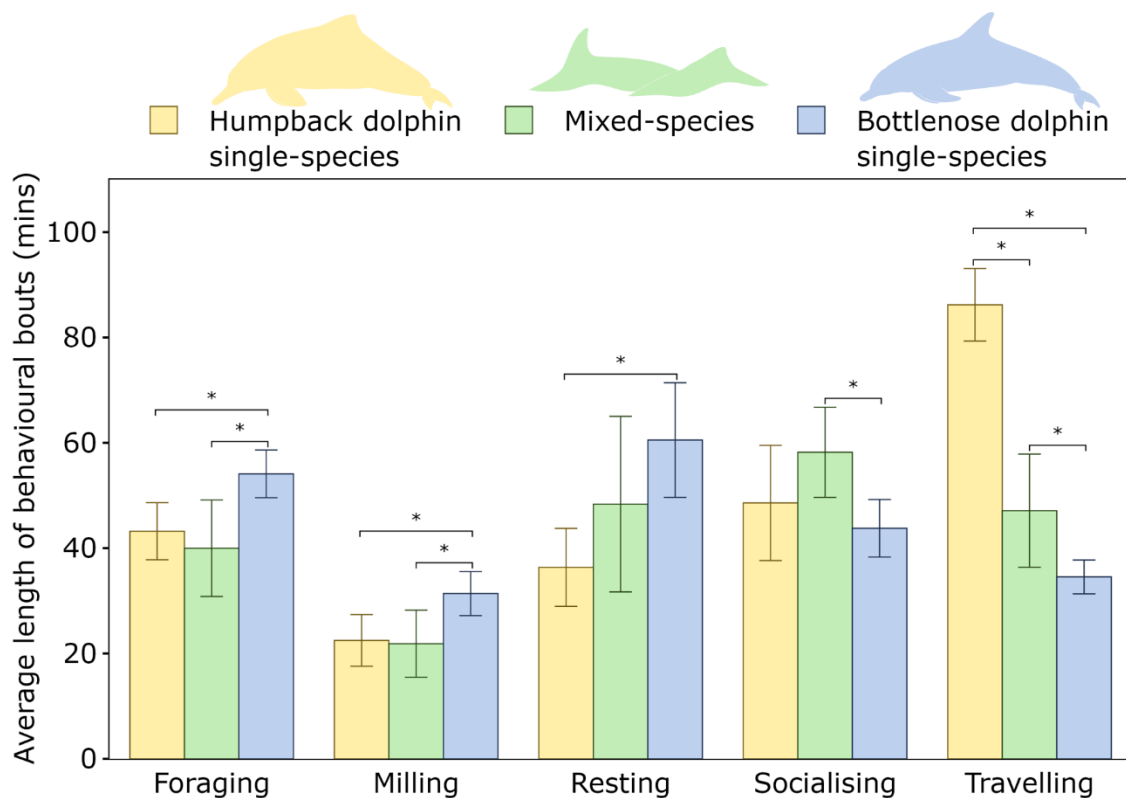 Humpback dolphin
single-species
Mixed-species
Bottlenose dolphin
single-species
Average length of behavioural bouts (mins)
100
80
60
40
20
0
*
*
*
*
*
*
*
*
*
Foraging
Milling
Resting
Socialising
Travelling